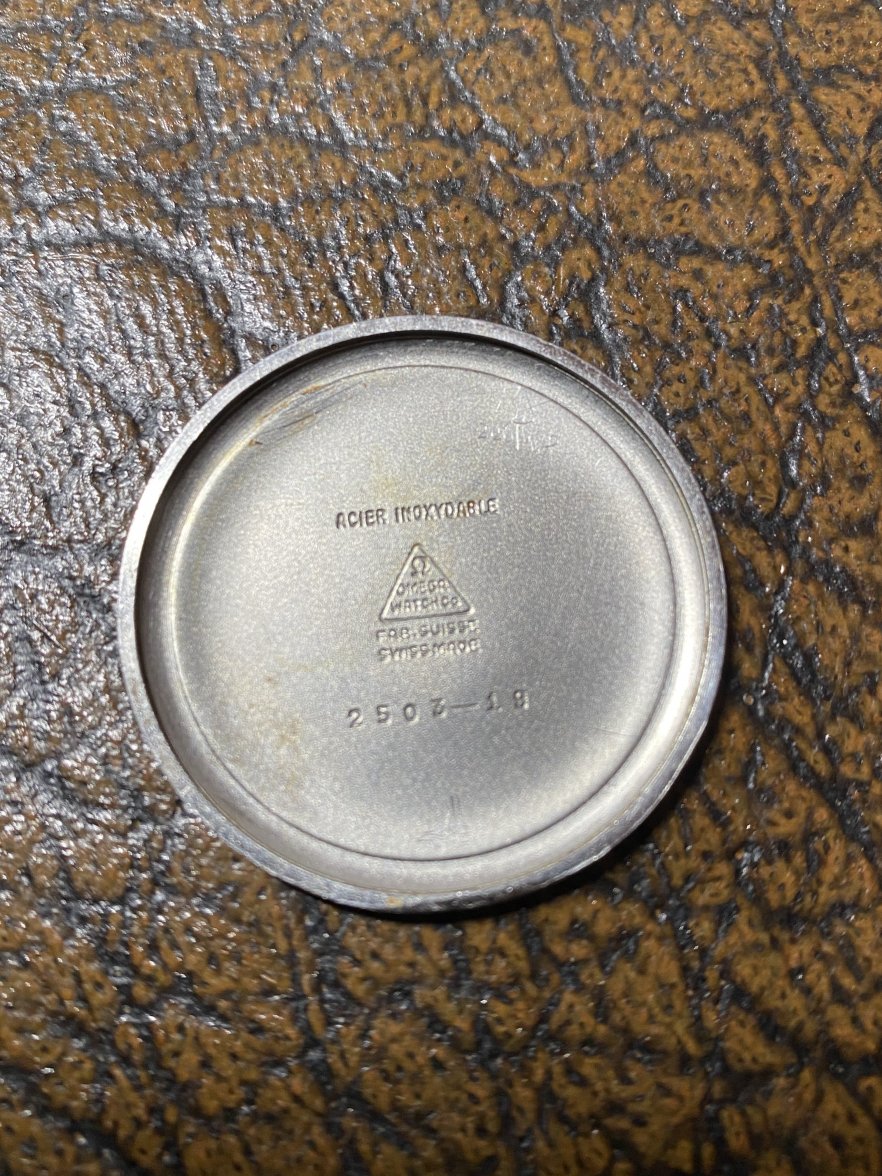 ACIER INOXYDABLE
Ω
OMEGA
WATCH CO
FAB. SUISSE
SWISS MADE
2503—18